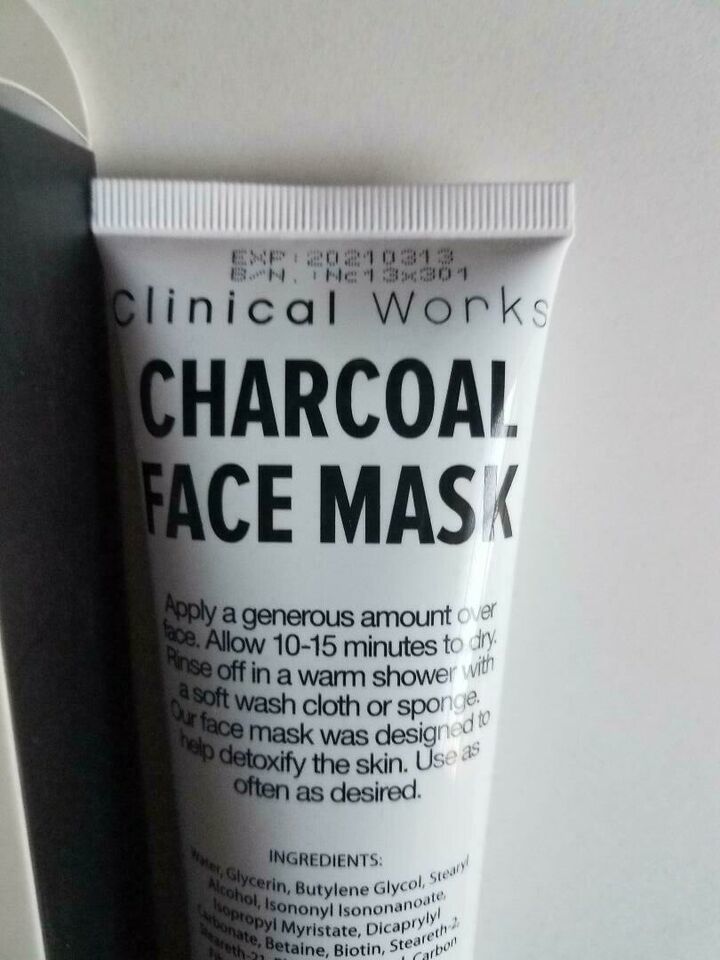 EXP:20210313
B/N.:Nc13x301
Clinical Works
CHARCOAL
FACE MASK
Apply a generous amount over
face. Allow 10-15 minutes to dry.
Rinse off in a warm shower with
a soft wash cloth or sponge.
Our face mask was designed to
help detoxify the skin. Use as
often as desired.
INGREDIENTS:
Water, Glycerin, Butylene Glycol, Stearyl
Alcohol, Isononyl Isononanoate,
Isopropyl Myristate, Dicaprylyl
Carbonate, Betaine, Biotin, Steareth-2,
Steareth-21,
Carbon